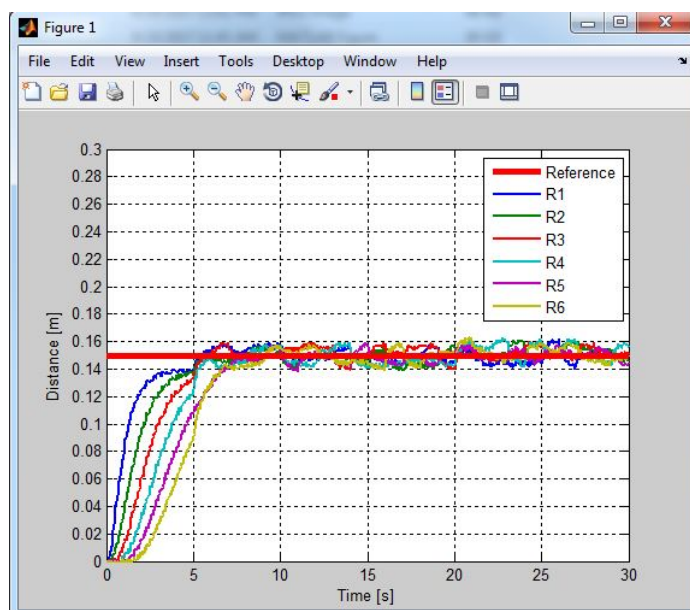 Figure 1
File Edit View Insert Tools Desktop Window Help
0.3
0.28
0.26
0.24
0.22
0.2
0.18
0.16
0.14
0.12
0.1
0.08
0.06
0.04
0.02
0
Distance [m]
Reference
R1
R2
R3
R4
R5
R6
0 5 10 15 20 25 30
Time [s]